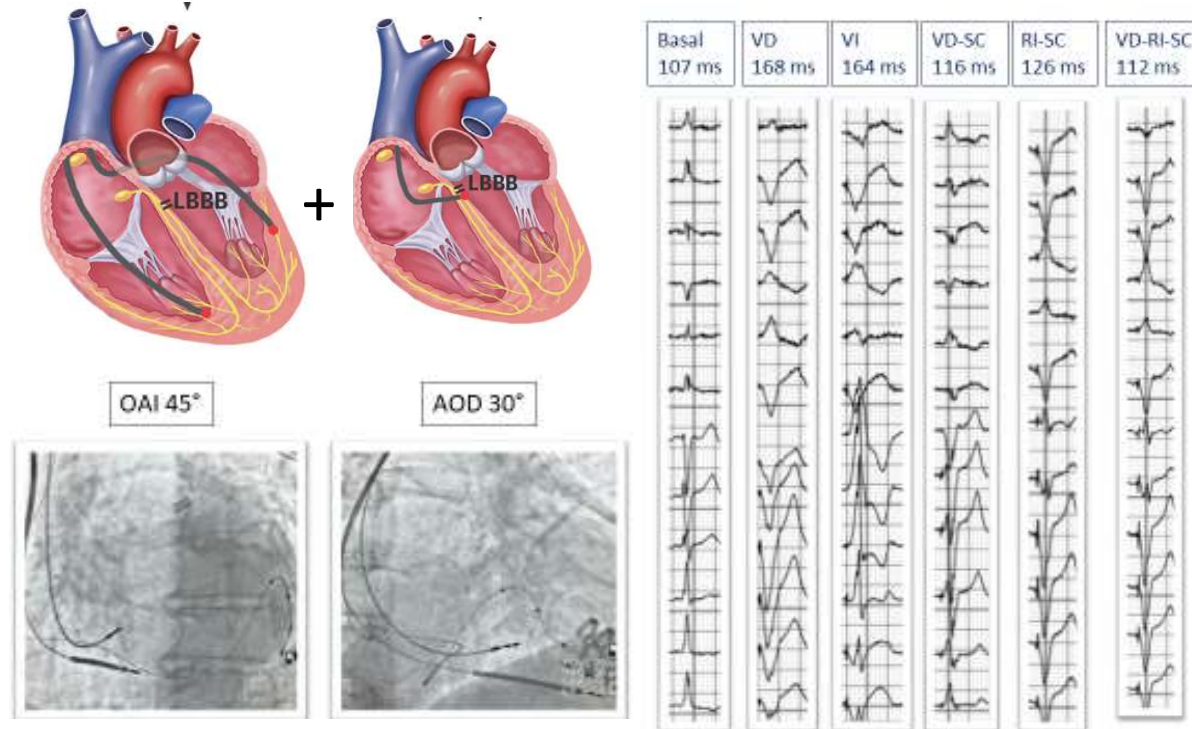 LBBB
+
LBBB
OAI 45°
AOD 30°
Basal
107 ms
VD
168 ms
VI
164 ms
VD-SC
116 ms
RI-SC
126 ms
VD-RI-SC
112 ms